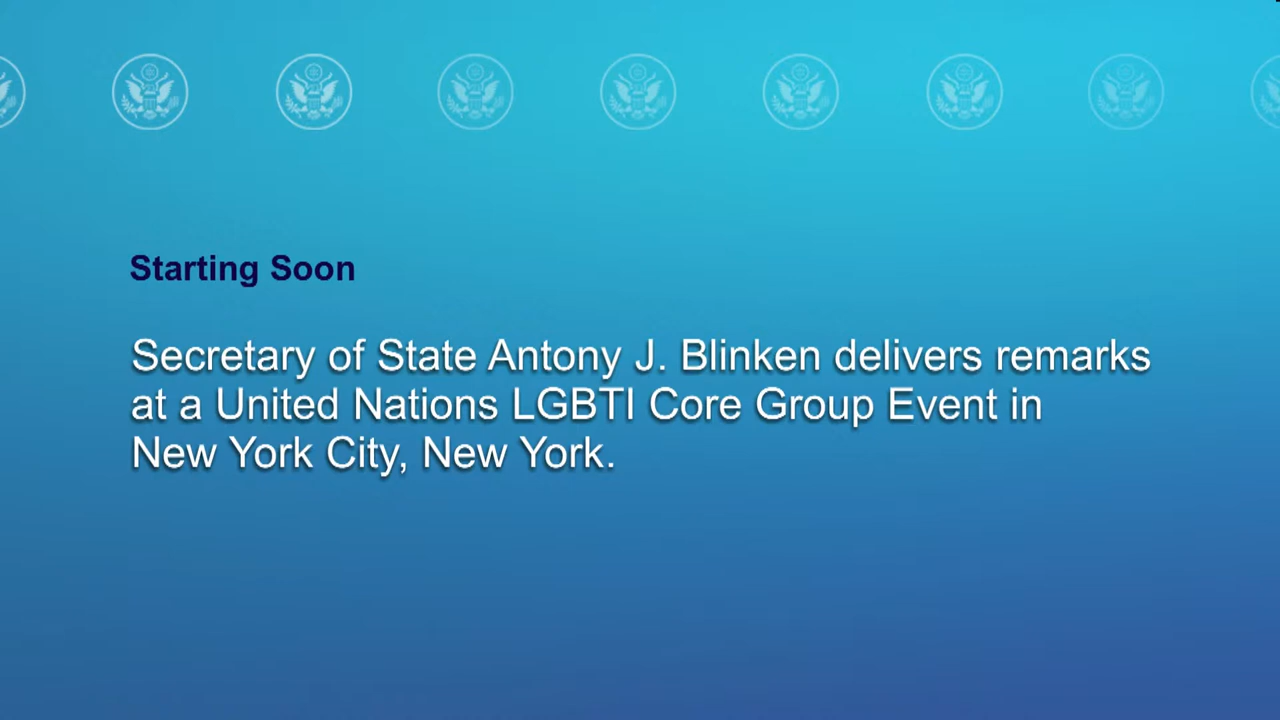 Starting Soon
Secretary of State Antony J. Blinken delivers remarks
at a United Nations LGBTI Core Group Event in
New York City, New York.